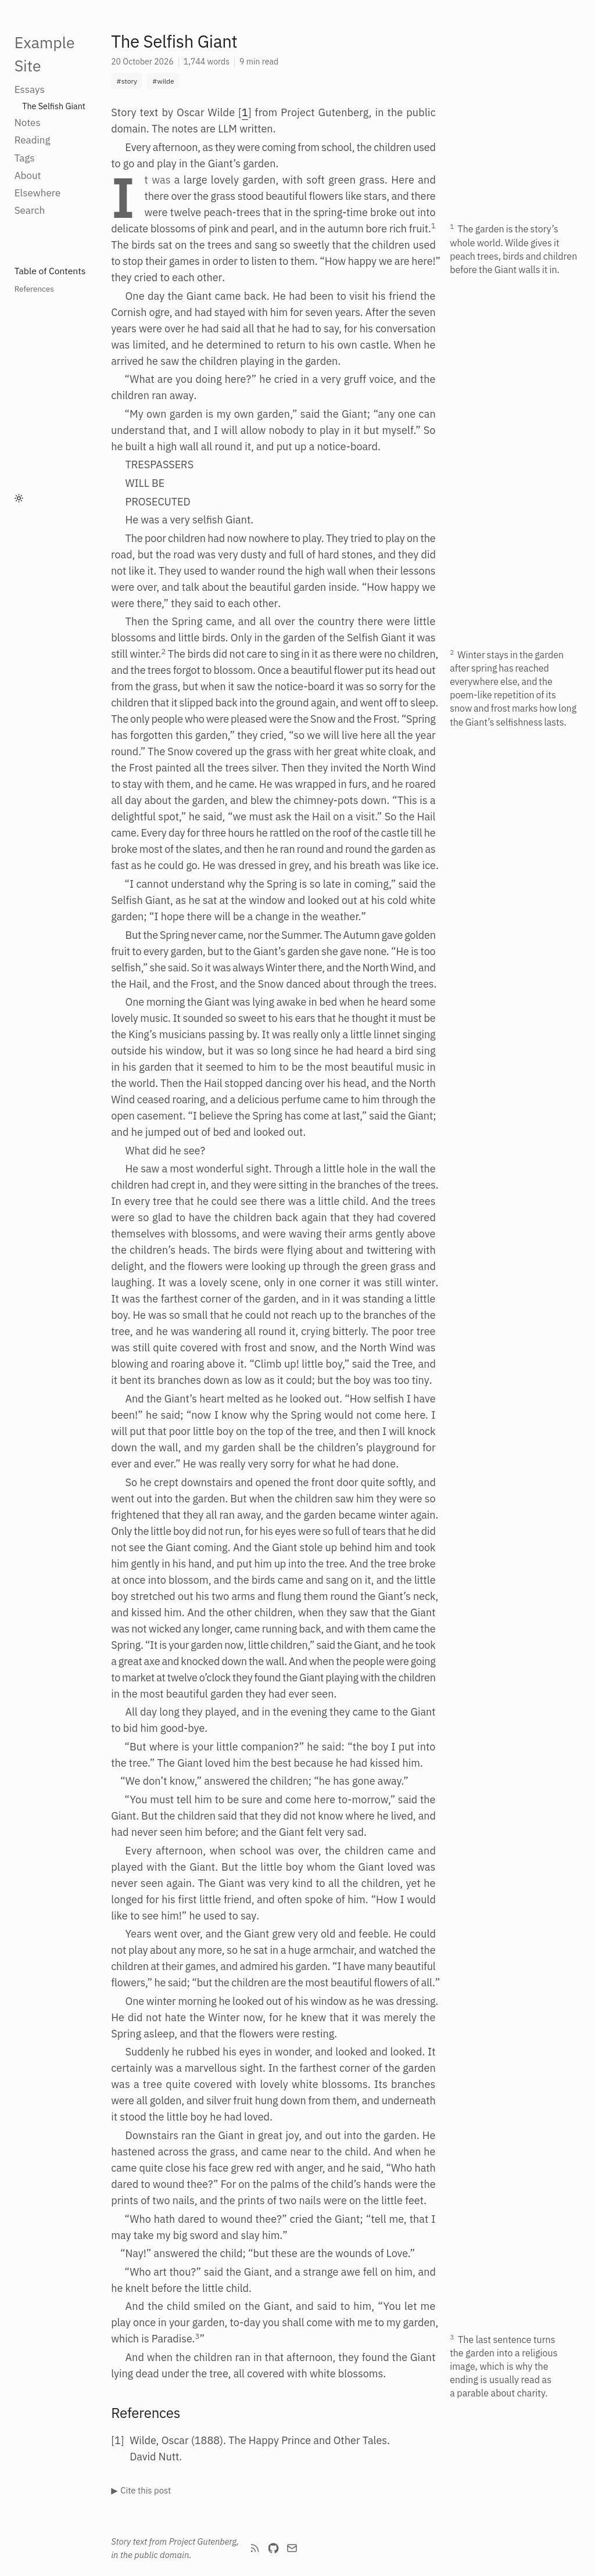 Example
Site
Essays
The Selfish Giant
Notes
Reading
Tags
About
Elsewhere
Search
Table of Contents
References
The Selfish Giant
20 October 2026 | 1,744 words | 9 min read
#story #wilde
Story text by Oscar Wilde [1] from Project Gutenberg, in the public
domain. The notes are LLM written.
Every afternoon, as they were coming from school, the children used
to go and play in the Giant’s garden.
It was a large lovely garden, with soft green grass. Here and
there over the grass stood beautiful flowers like stars, and there
were twelve peach-trees that in the spring-time broke out into
delicate blossoms of pink and pearl, and in the autumn bore rich fruit.1
The birds sat on the trees and sang so sweetly that the children used
to stop their games in order to listen to them. “How happy we are here!”
they cried to each other.
1 The garden is the story’s
whole world. Wilde gives it
peach trees, birds and children
before the Giant walls it in.
One day the Giant came back. He had been to visit his friend the
Cornish ogre, and had stayed with him for seven years. After the seven
years were over he had said all that he had to say, for his conversation
was limited, and he determined to return to his own castle. When he
arrived he saw the children playing in the garden.
“What are you doing here?” he cried in a very gruff voice, and the
children ran away.
“My own garden is my own garden,” said the Giant; “any one can
understand that, and I will allow nobody to play in it but myself.” So
he built a high wall all round it, and put up a notice-board.
TRESPASSERS
WILL BE
PROSECUTED
He was a very selfish Giant.
The poor children had now nowhere to play. They tried to play on the
road, but the road was very dusty and full of hard stones, and they did
not like it. They used to wander round the high wall when their lessons
were over, and talk about the beautiful garden inside. “How happy we
were there,” they said to each other.
Then the Spring came, and all over the country there were little
blossoms and little birds. Only in the garden of the Selfish Giant it was
still winter.2 The birds did not care to sing in it as there were no children,
and the trees forgot to blossom. Once a beautiful flower put its head out
from the grass, but when it saw the notice-board it was so sorry for the
children that it slipped back into the ground again, and went off to sleep.
The only people who were pleased were the Snow and the Frost. “Spring
has forgotten this garden,” they cried, “so we will live here all the year
round.” The Snow covered up the grass with her great white cloak, and
the Frost painted all the trees silver. Then they invited the North Wind
to stay with them, and he came. He was wrapped in furs, and he roared
all day about the garden, and blew the chimney-pots down. “This is a
delightful spot,” he said, “we must ask the Hail on a visit.” So the Hail
came. Every day for three hours he rattled on the roof of the castle till he
broke most of the slates, and then he ran round and round the garden as
fast as he could go. He was dressed in grey, and his breath was like ice.
2 Winter stays in the garden
after spring has reached
everywhere else, and the
poem-like repetition of its
snow and frost marks how long
the Giant’s selfishness lasts.
“I cannot understand why the Spring is so late in coming,” said the
Selfish Giant, as he sat at the window and looked out at his cold white
garden; “I hope there will be a change in the weather.”
But the Spring never came, nor the Summer. The Autumn gave golden
fruit to every garden, but to the Giant’s garden she gave none. “He is too
selfish,” she said. So it was always Winter there, and the North Wind, and
the Hail, and the Frost, and the Snow danced about through the trees.
One morning the Giant was lying awake in bed when he heard some
lovely music. It sounded so sweet to his ears that he thought it must be
the King’s musicians passing by. It was really only a little linnet singing
outside his window, but it was so long since he had heard a bird sing
in his garden that it seemed to him to be the most beautiful music in
the world. Then the Hail stopped dancing over his head, and the North
Wind ceased roaring, and a delicious perfume came to him through the
open casement. “I believe the Spring has come at last,” said the Giant;
and he jumped out of bed and looked out.
What did he see?
He saw a most wonderful sight. Through a little hole in the wall the
children had crept in, and they were sitting in the branches of the trees.
In every tree that he could see there was a little child. And the trees
were so glad to have the children back again that they had covered
themselves with blossoms, and were waving their arms gently above
the children’s heads. The birds were flying about and twittering with
delight, and the flowers were looking up through the green grass and
laughing. It was a lovely scene, only in one corner it was still winter.
It was the farthest corner of the garden, and in it was standing a little
boy. He was so small that he could not reach up to the branches of the
tree, and he was wandering all round it, crying bitterly. The poor tree
was still quite covered with frost and snow, and the North Wind was
blowing and roaring above it. “Climb up! little boy,” said the Tree, and
it bent its branches down as low as it could; but the boy was too tiny.
And the Giant’s heart melted as he looked out. “How selfish I have
been!” he said; “now I know why the Spring would not come here. I
will put that poor little boy on the top of the tree, and then I will knock
down the wall, and my garden shall be the children’s playground for
ever and ever.” He was really very sorry for what he had done.
So he crept downstairs and opened the front door quite softly, and
went out into the garden. But when the children saw him they were so
frightened that they all ran away, and the garden became winter again.
Only the little boy did not run, for his eyes were so full of tears that he did
not see the Giant coming. And the Giant stole up behind him and took
him gently in his hand, and put him up into the tree. And the tree broke
at once into blossom, and the birds came and sang on it, and the little
boy stretched out his two arms and flung them round the Giant’s neck,
and kissed him. And the other children, when they saw that the Giant
was not wicked any longer, came running back, and with them came the
Spring. “It is your garden now, little children,” said the Giant, and he took
a great axe and knocked down the wall. And when the people were going
to market at twelve o’clock they found the Giant playing with the children
in the most beautiful garden they had ever seen.
All day long they played, and in the evening they came to the Giant
to bid him good-bye.
“But where is your little companion?” he said: “the boy I put into
the tree.” The Giant loved him the best because he had kissed him.
“We don’t know,” answered the children; “he has gone away.”
“You must tell him to be sure and come here to-morrow,” said the
Giant. But the children said that they did not know where he lived, and
had never seen him before; and the Giant felt very sad.
Every afternoon, when school was over, the children came and
played with the Giant. But the little boy whom the Giant loved was
never seen again. The Giant was very kind to all the children, yet he
longed for his first little friend, and often spoke of him. “How I would
like to see him!” he used to say.
Years went over, and the Giant grew very old and feeble. He could
not play about any more, so he sat in a huge armchair, and watched the
children at their games, and admired his garden. “I have many beautiful
flowers,” he said; “but the children are the most beautiful flowers of all.”
One winter morning he looked out of his window as he was dressing.
He did not hate the Winter now, for he knew that it was merely the
Spring asleep, and that the flowers were resting.
Suddenly he rubbed his eyes in wonder, and looked and looked. It
certainly was a marvellous sight. In the farthest corner of the garden
was a tree quite covered with lovely white blossoms. Its branches
were all golden, and silver fruit hung down from them, and underneath
it stood the little boy he had loved.
Downstairs ran the Giant in great joy, and out into the garden. He
hastened across the grass, and came near to the child. And when he
came quite close his face grew red with anger, and he said, “Who hath
dared to wound thee?” For on the palms of the child’s hands were the
prints of two nails, and the prints of two nails were on the little feet.
“Who hath dared to wound thee?” cried the Giant; “tell me, that I
may take my big sword and slay him.”
“Nay!” answered the child; “but these are the wounds of Love.”
“Who art thou?” said the Giant, and a strange awe fell on him, and
he knelt before the little child.
And the child smiled on the Giant, and said to him, “You let me
play once in your garden, to-day you shall come with me to my garden,
which is Paradise.3”
3 The last sentence turns
the garden into a religious
image, which is why the
ending is usually read as
a parable about charity.
And when the children ran in that afternoon, they found the Giant
lying dead under the tree, all covered with white blossoms.
References
[1] Wilde, Oscar (1888). The Happy Prince and Other Tales.
David Nutt.
▶ Cite this post
Story text from Project Gutenberg,
in the public domain.